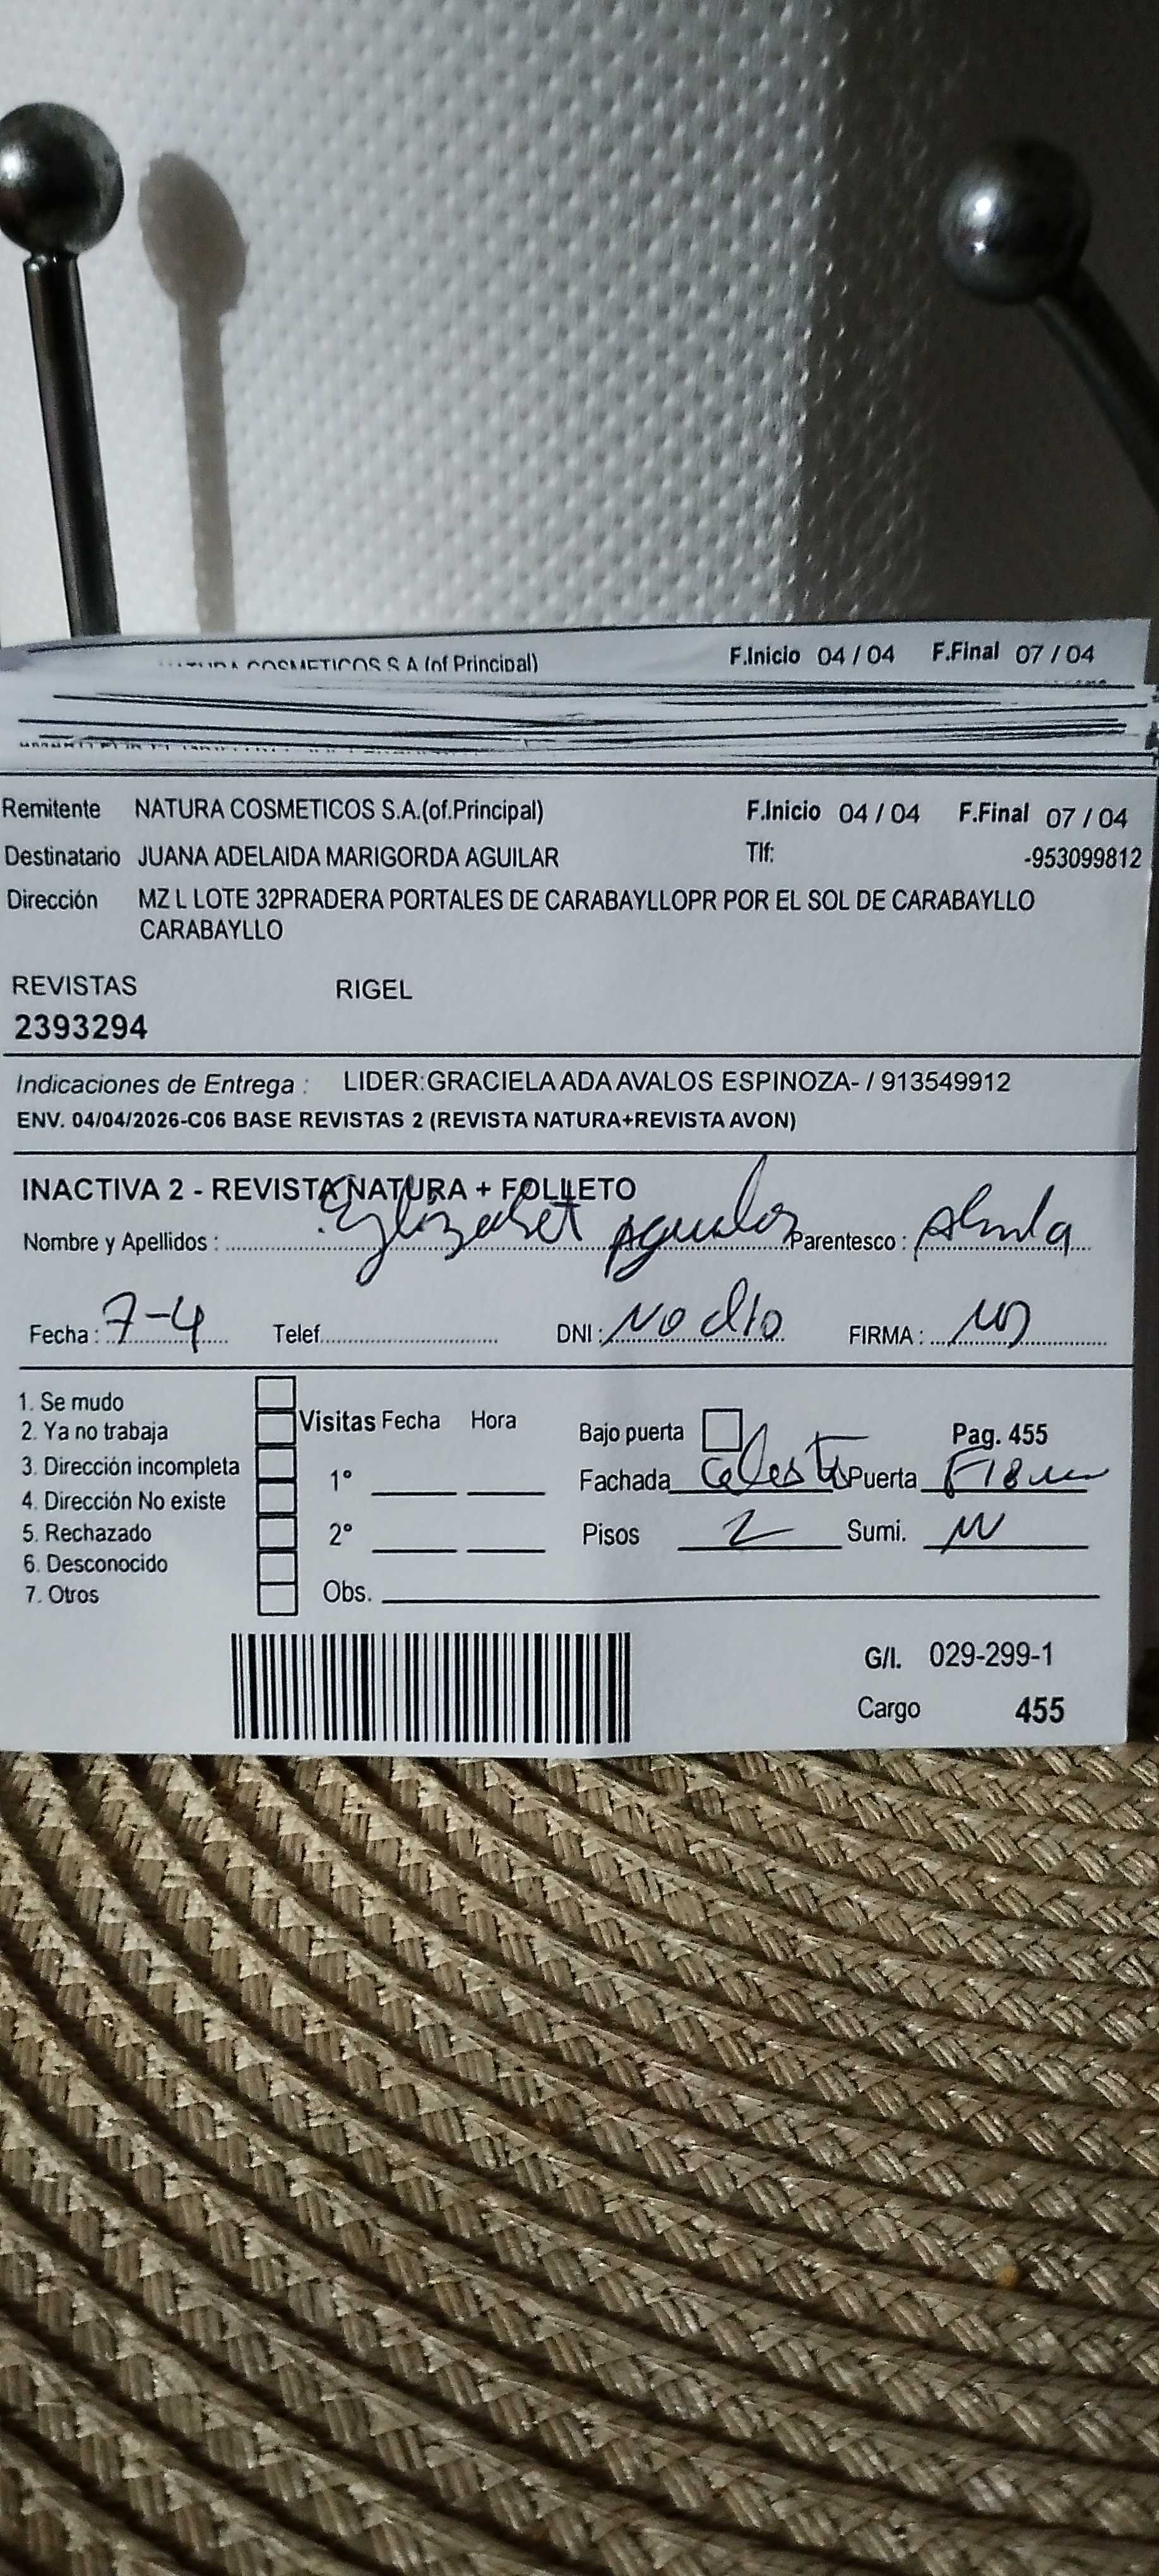 COSMETICOS S A (of Principal) F.Inicio 04 / 04 F.Final 07 / 04
Remitente NATURA COSMETICOS S.A.(of.Principal) F.Inicio 04 / 04 F.Final 07 / 04
Destinatario JUANA ADELAIDA MARIGORDA AGUILAR Tlf: -953099812
Dirección MZ L LOTE 32PRADERA PORTALES DE CARABAYLLOPR POR EL SOL DE CARABAYLLO
CARABAYLLO
REVISTAS RIGEL
2393294
Indicaciones de Entrega : LIDER:GRACIELA ADA AVALOS ESPINOZA- / 913549912
ENV. 04/04/2026-C06 BASE REVISTAS 2 (REVISTA NATURA+REVISTA AVON)
INACTIVA 2 - REVISTA NATURA + FOLLETO
Nombre y Apellidos : Parentesco :
Fecha : 7-4 Telef. DNI : NO dio FIRMA :
1. Se mudo
2. Ya no trabaja Visitas Fecha Hora Bajo puerta Pag. 455
3. Dirección incompleta 1° Fachada Celeste Puerta
4. Dirección No existe
5. Rechazado 2° Pisos 2 Sumi.
6. Desconocido
7. Otros Obs.
G/I. 029-299-1
Cargo 455